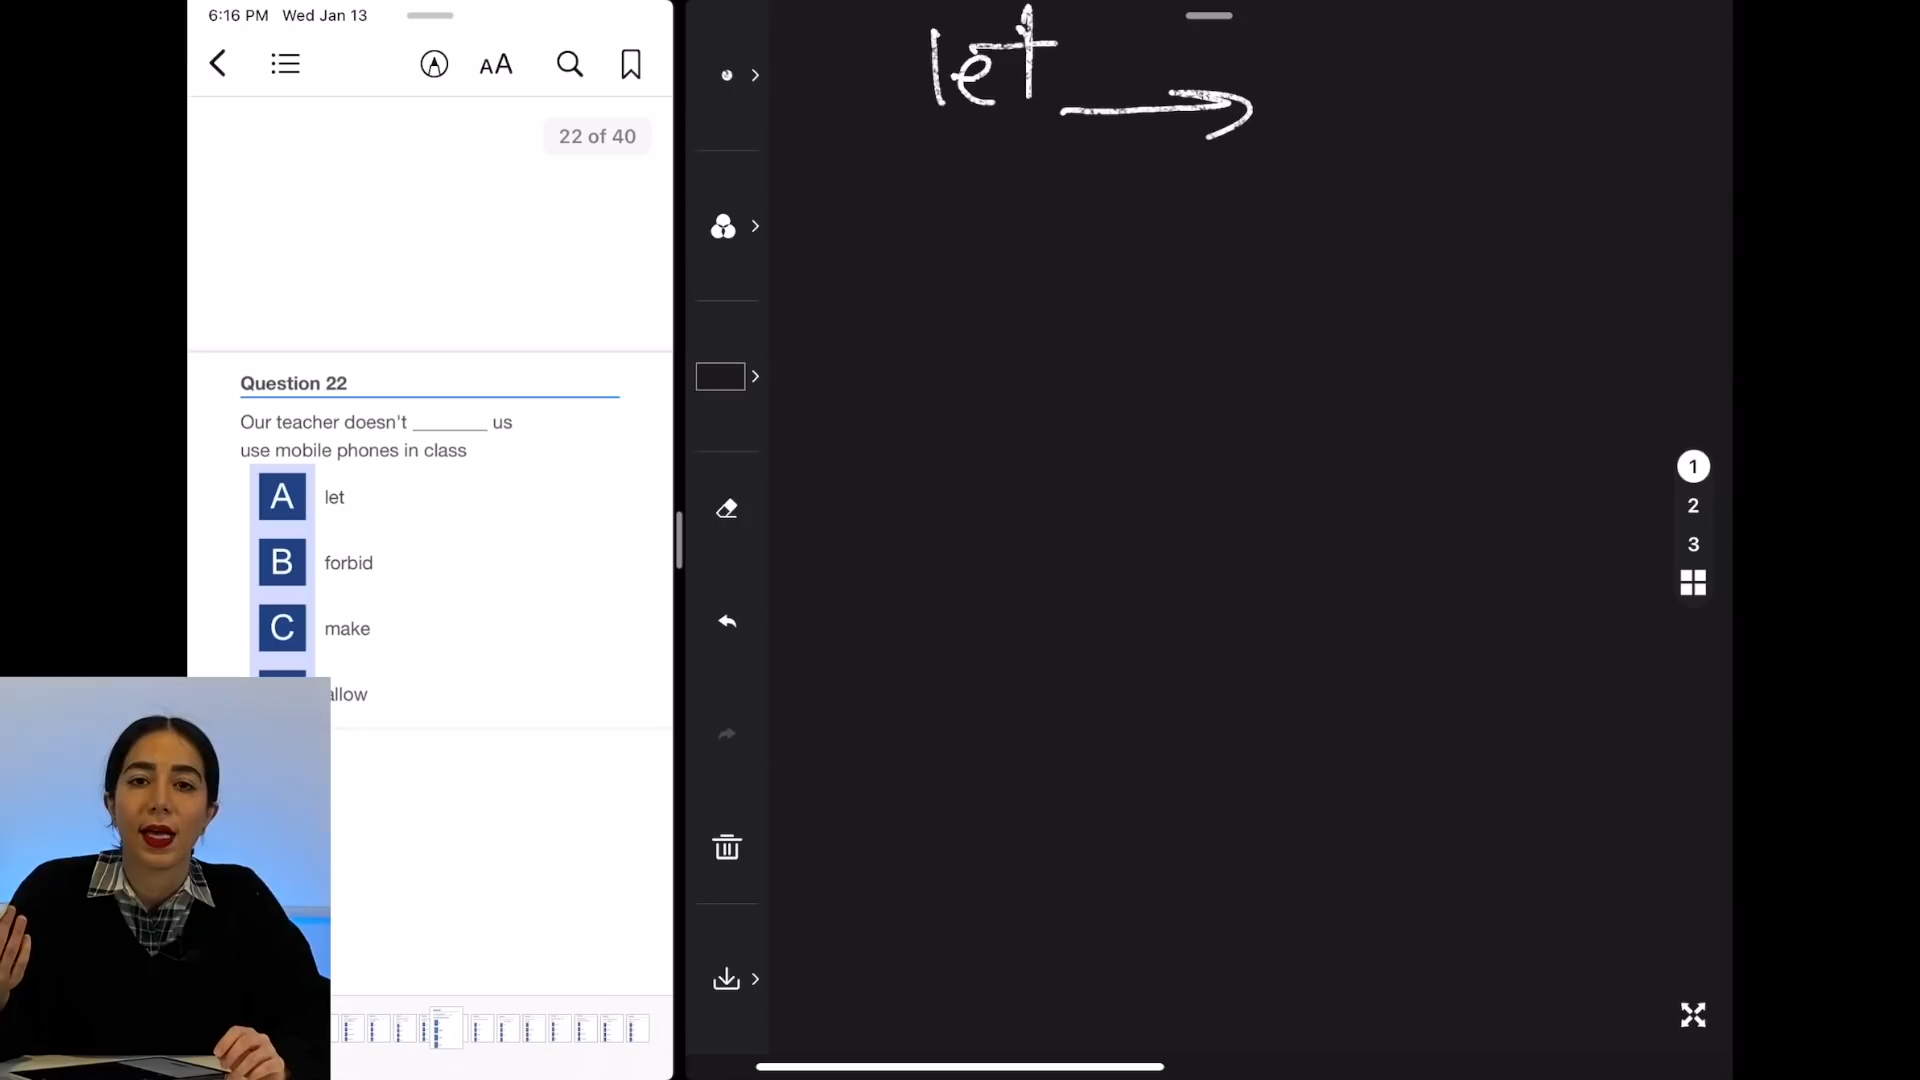 6:16 PM Wed Jan 13
AA
22 of 40
let
Question 22
Our teacher doesn't ________ us
use mobile phones in class
A let
B forbid
C make
allow
1
2
3